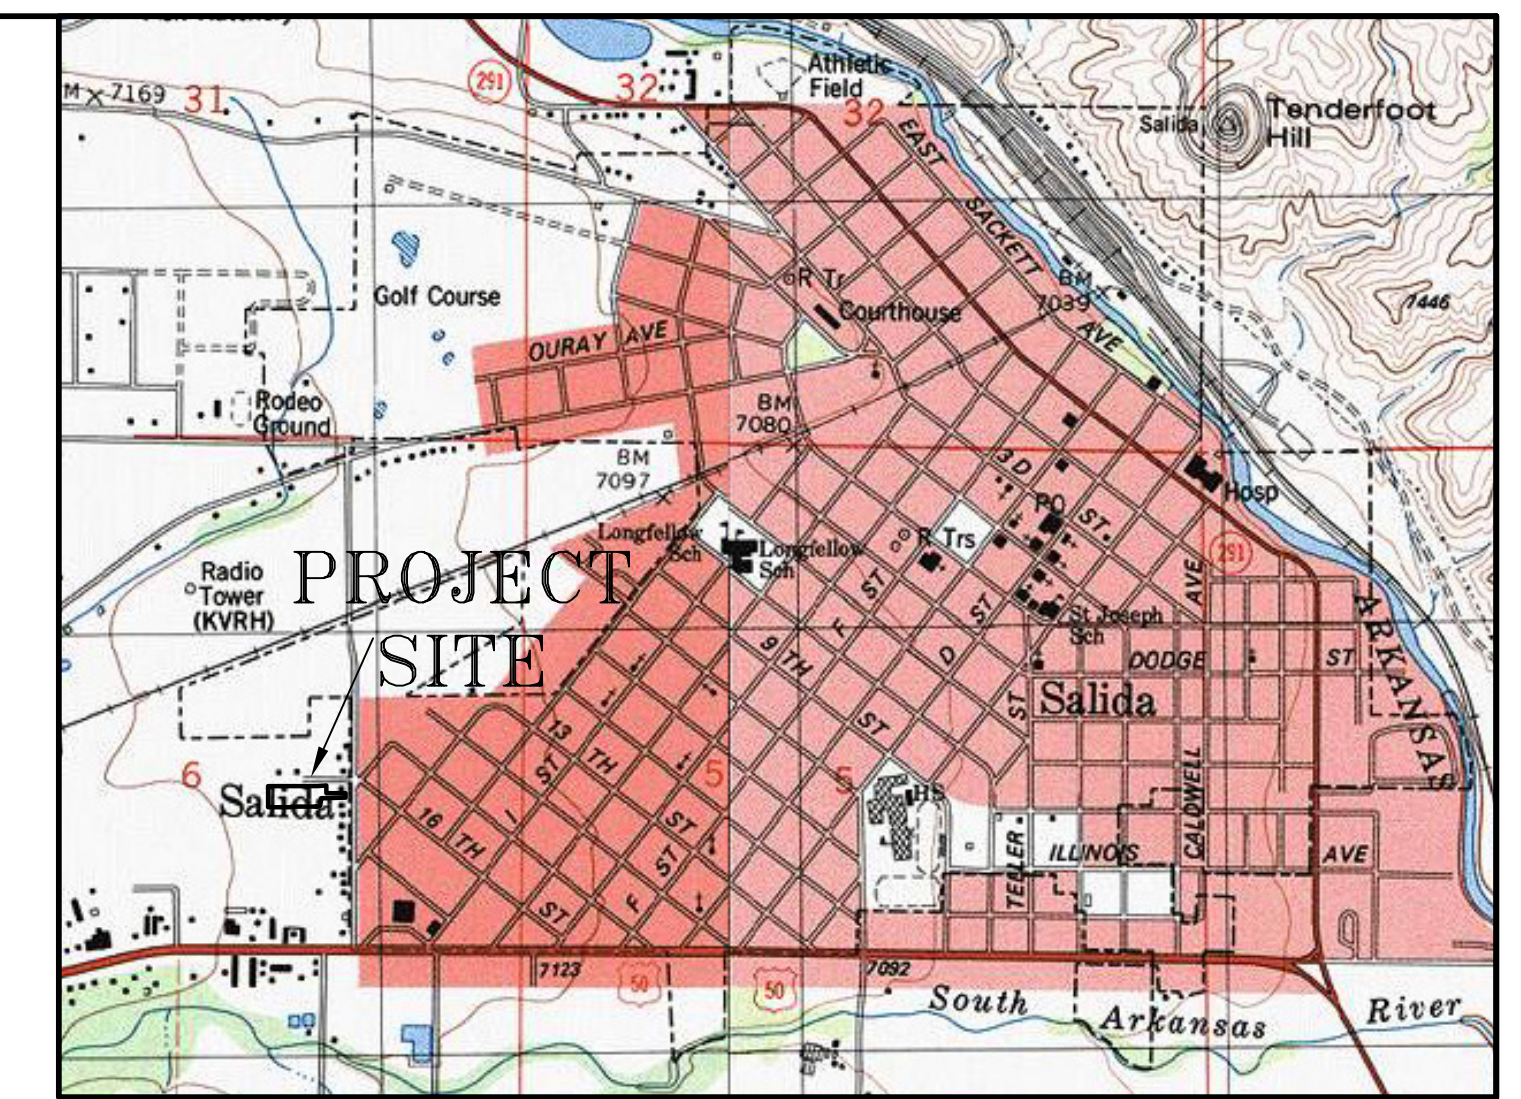 M × 7169
31
291
32
Athletic
Field
32
EAST
SACKETT
AVE
Salida
Tenderfoot
Hill
Golf Course
R Tr
Courthouse
BM
7039
7446
OURAY AVE
Rodeo
Ground
BM
7080
BM
7097
3D
ST
PO
Hosp
Longfellow
Sch
Longfellow
Sch
R Trs
291
Radio
Tower
(KVRH)
PROJECT
SITE
F
ST
D
ST
AVE
St Joseph
Sch
9 TH
ST
DODGE
ST
ST
Salida
ARKANSAS
6
Salida
13
TH
ST
I
ST
5
5
HS
16
TH
ST
F
ST
TELLER
ILLINOIS
AVE
CALDWELL
7123
50
50
7092
South
Arkansas
River